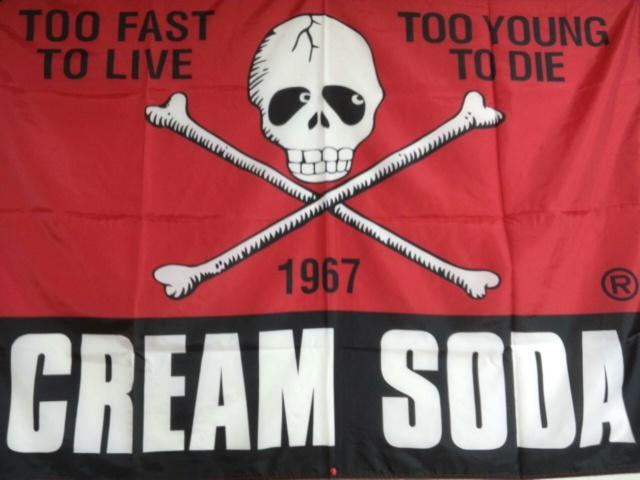 TOO FAST
TO LIVE
TOO YOUNG
TO DIE
1967
®
CREAM SODA